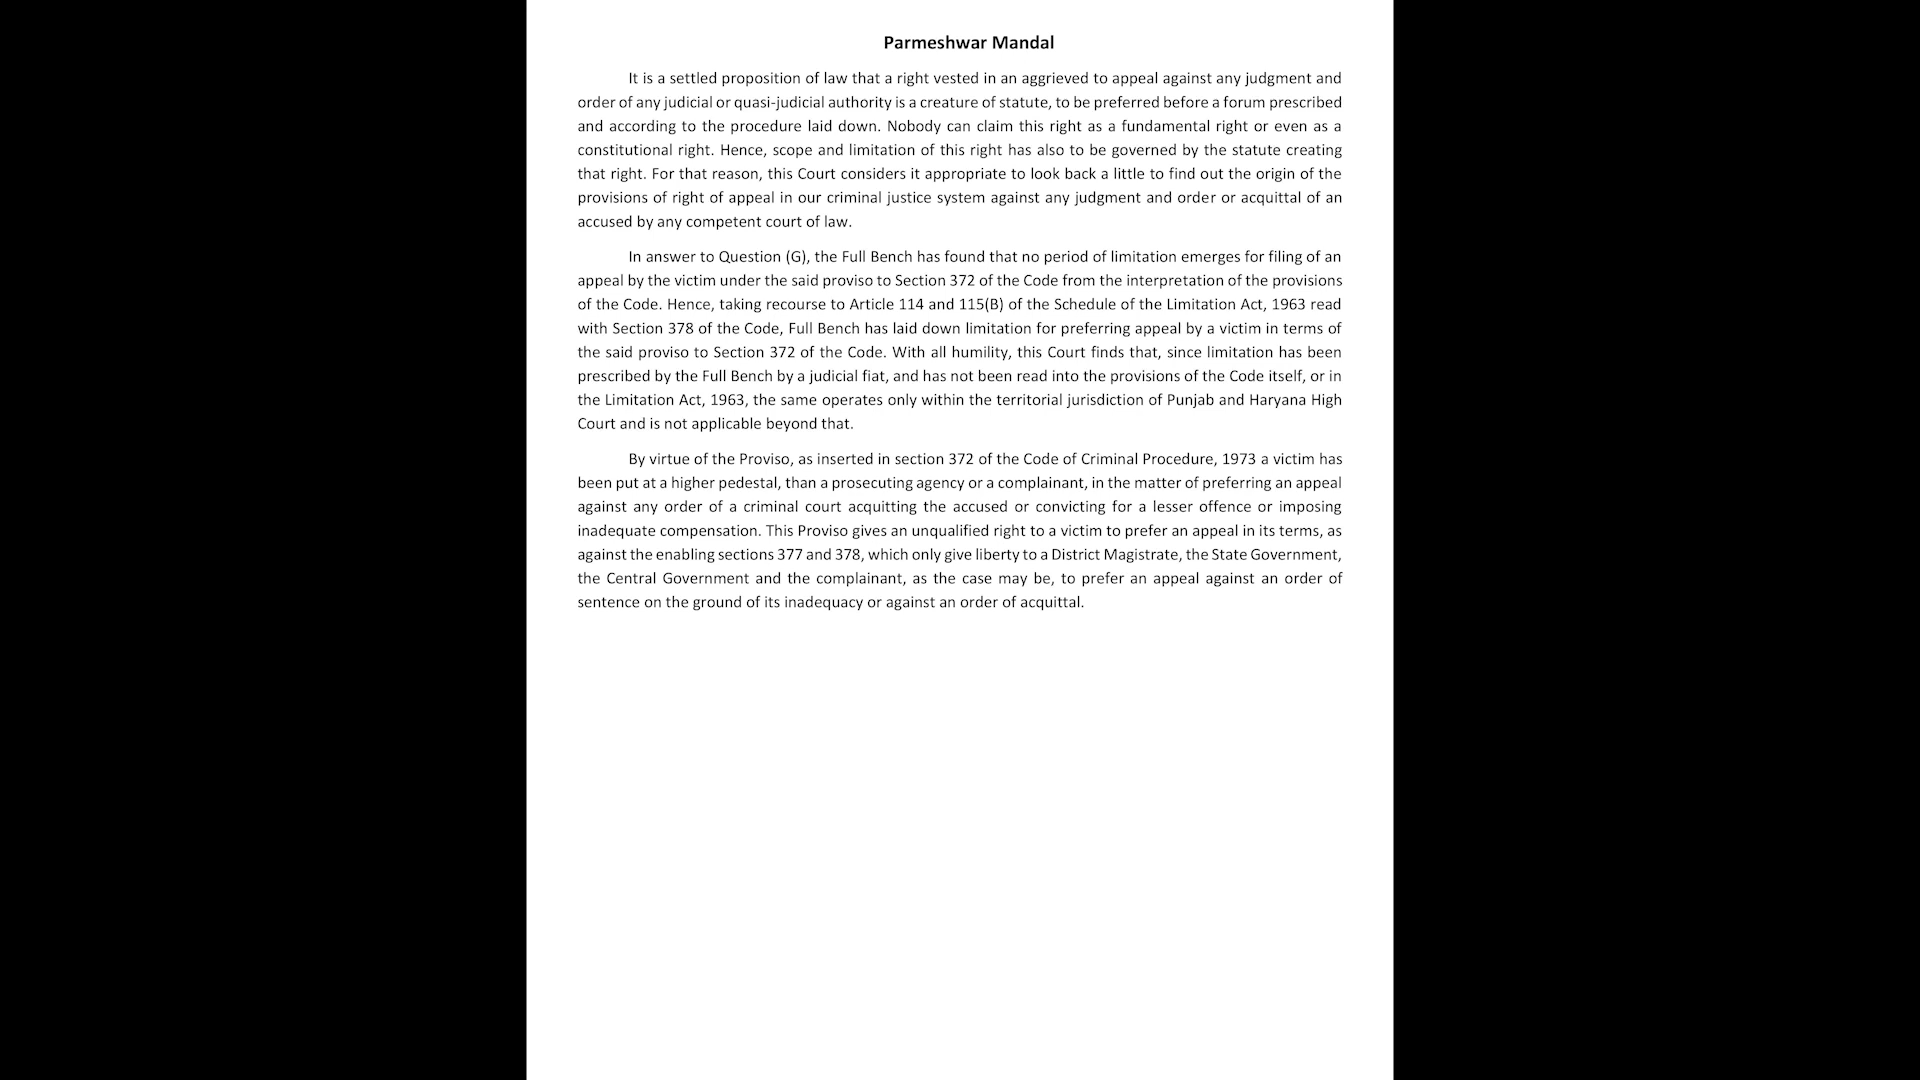 Parmeshwar Mandal
It is a settled proposition of law that a right vested in an aggrieved to appeal against any judgment and
order of any judicial or quasi-judicial authority is a creature of statute, to be preferred before a forum prescribed
and according to the procedure laid down. Nobody can claim this right as a fundamental right or even as a
constitutional right. Hence, scope and limitation of this right has also to be governed by the statute creating
that right. For that reason, this Court considers it appropriate to look back a little to find out the origin of the
provisions of right of appeal in our criminal justice system against any judgment and order or acquittal of an
accused by any competent court of law.
In answer to Question (G), the Full Bench has found that no period of limitation emerges for filing of an
appeal by the victim under the said proviso to Section 372 of the Code from the interpretation of the provisions
of the Code. Hence, taking recourse to Article 114 and 115(B) of the Schedule of the Limitation Act, 1963 read
with Section 378 of the Code, Full Bench has laid down limitation for preferring appeal by a victim in terms of
the said proviso to Section 372 of the Code. With all humility, this Court finds that, since limitation has been
prescribed by the Full Bench by a judicial fiat, and has not been read into the provisions of the Code itself, or in
the Limitation Act, 1963, the same operates only within the territorial jurisdiction of Punjab and Haryana High
Court and is not applicable beyond that.
By virtue of the Proviso, as inserted in section 372 of the Code of Criminal Procedure, 1973 a victim has
been put at a higher pedestal, than a prosecuting agency or a complainant, in the matter of preferring an appeal
against any order of a criminal court acquitting the accused or convicting for a lesser offence or imposing
inadequate compensation. This Proviso gives an unqualified right to a victim to prefer an appeal in its terms, as
against the enabling sections 377 and 378, which only give liberty to a District Magistrate, the State Government,
the Central Government and the complainant, as the case may be, to prefer an appeal against an order of
sentence on the ground of its inadequacy or against an order of acquittal.